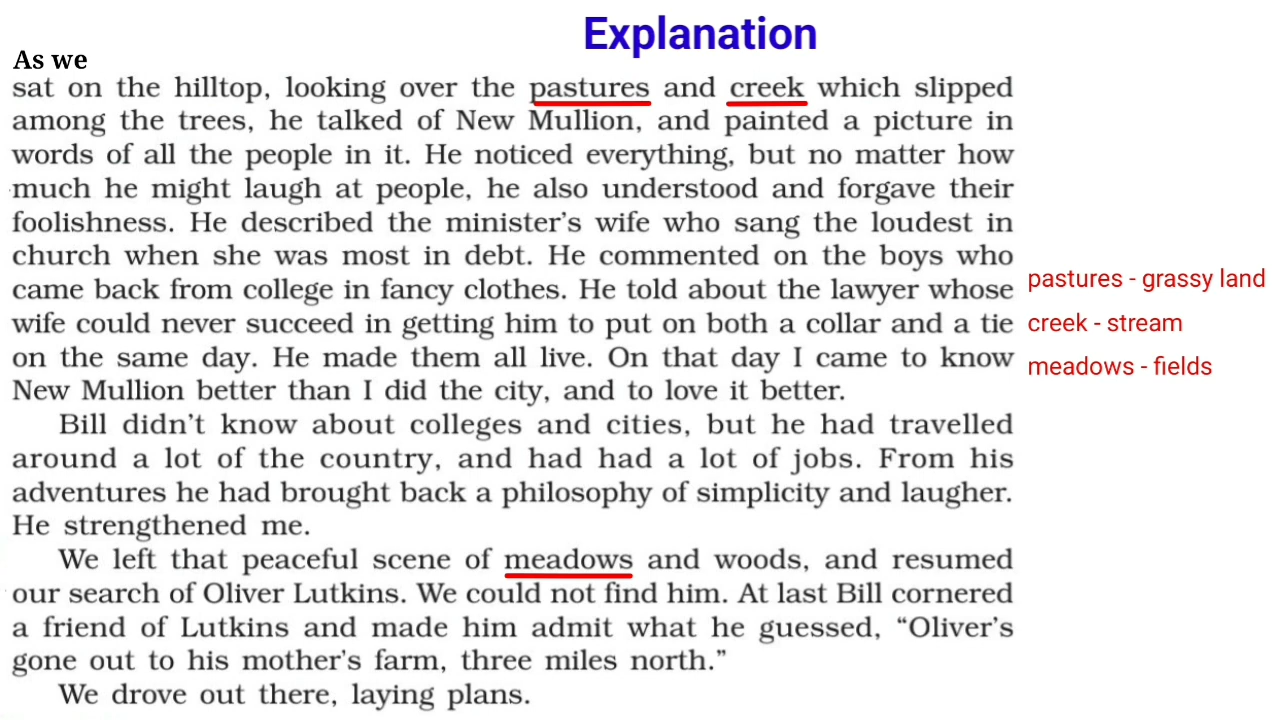 Explanation
As we
sat on the hilltop, looking over the pastures and creek which slipped
among the trees, he talked of New Mullion, and painted a picture in
words of all the people in it. He noticed everything, but no matter how
much he might laugh at people, he also understood and forgave their
foolishness. He described the minister’s wife who sang the loudest in
church when she was most in debt. He commented on the boys who
came back from college in fancy clothes. He told about the lawyer whose
wife could never succeed in getting him to put on both a collar and a tie
on the same day. He made them all live. On that day I came to know
New Mullion better than I did the city, and to love it better.
Bill didn’t know about colleges and cities, but he had travelled
around a lot of the country, and had had a lot of jobs. From his
adventures he had brought back a philosophy of simplicity and laugher.
He strengthened me.
We left that peaceful scene of meadows and woods, and resumed
our search of Oliver Lutkins. We could not find him. At last Bill cornered
a friend of Lutkins and made him admit what he guessed, “Oliver’s
gone out to his mother’s farm, three miles north.”
We drove out there, laying plans.
pastures - grassy land
creek - stream
meadows - fields